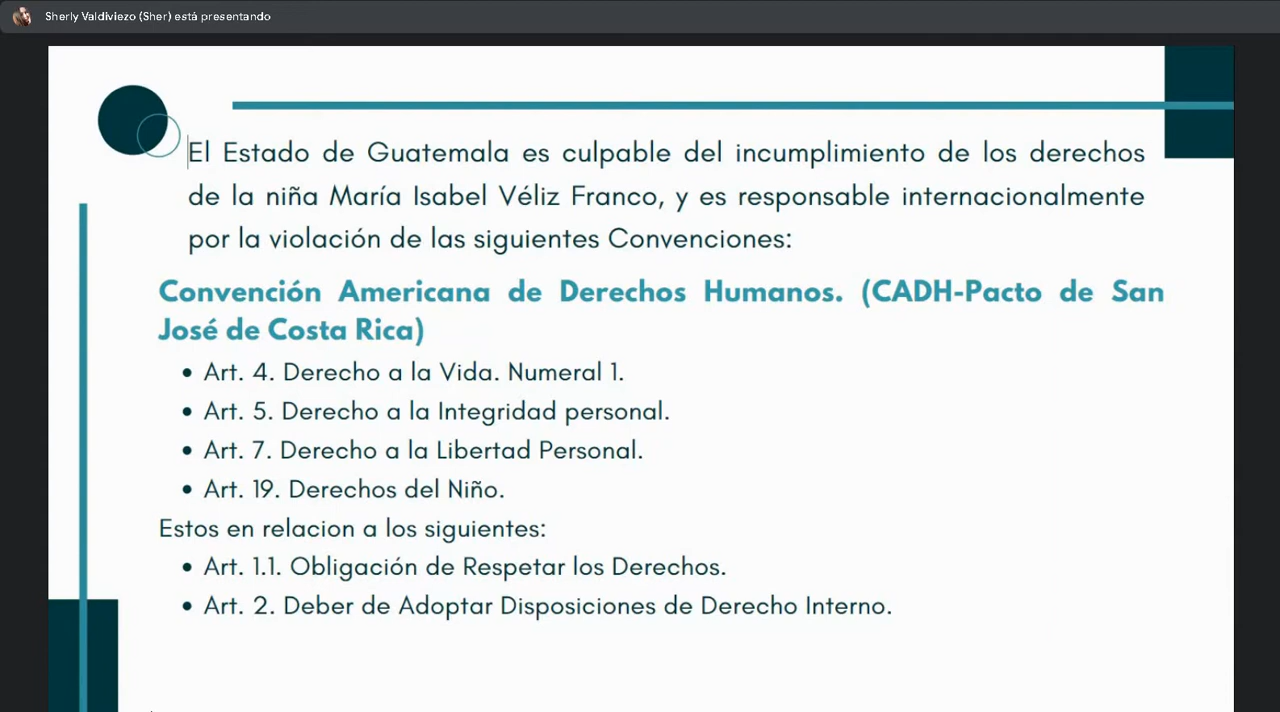 Sherly Valdiviezo (Sher) está presentando
El Estado de Guatemala es culpable del incumplimiento de los derechos
de la niña María Isabel Véliz Franco, y es responsable internacionalmente
por la violación de las siguientes Convenciones:
Convención Americana de Derechos Humanos. (CADH-Pacto de San
José de Costa Rica)
• Art. 4. Derecho a la Vida. Numeral 1.
• Art. 5. Derecho a la Integridad personal.
• Art. 7. Derecho a la Libertad Personal.
• Art. 19. Derechos del Niño.
Estos en relacion a los siguientes:
• Art. 1.1. Obligación de Respetar los Derechos.
• Art. 2. Deber de Adoptar Disposiciones de Derecho Interno.